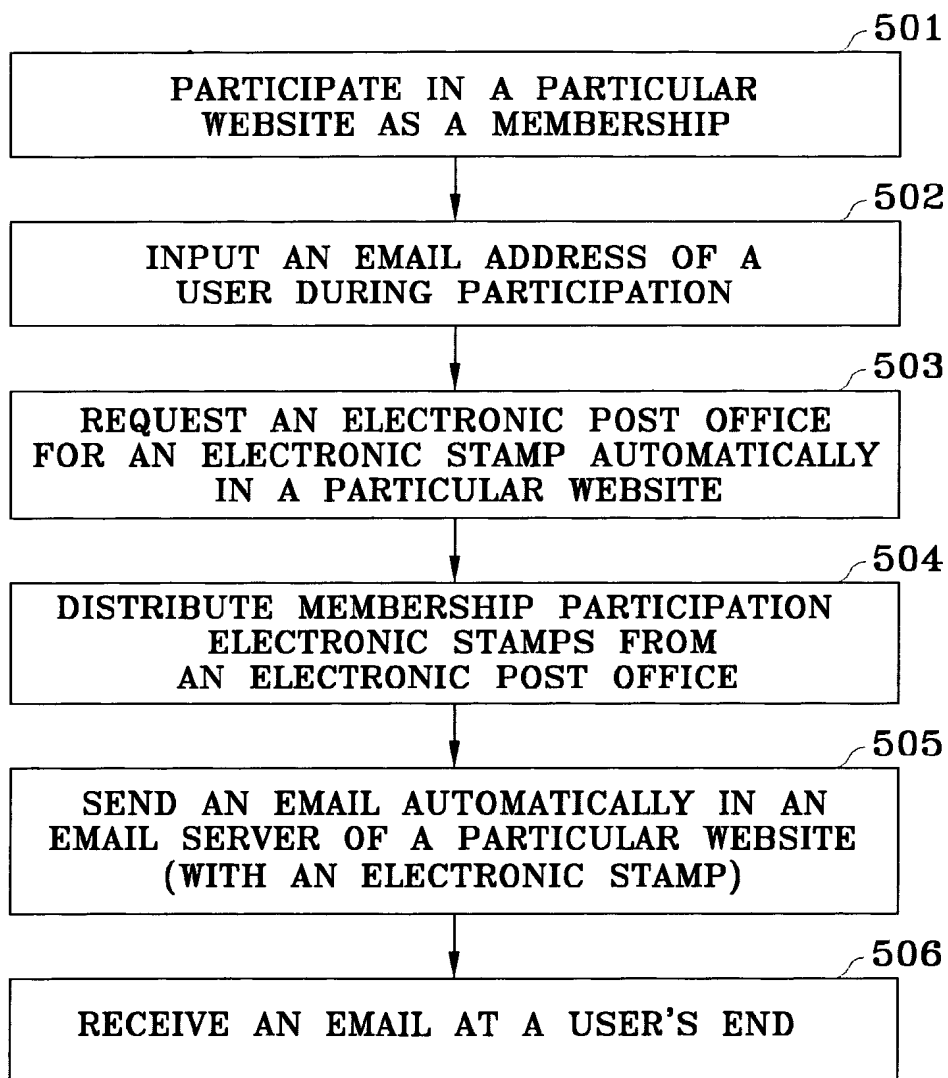 501
PARTICIPATE IN A PARTICULAR
WEBSITE AS A MEMBERSHIP
502
INPUT AN EMAIL ADDRESS OF A
USER DURING PARTICIPATION
503
REQUEST AN ELECTRONIC POST OFFICE
FOR AN ELECTRONIC STAMP AUTOMATICALLY
IN A PARTICULAR WEBSITE
504
DISTRIBUTE MEMBERSHIP PARTICIPATION
ELECTRONIC STAMPS FROM
AN ELECTRONIC POST OFFICE
505
SEND AN EMAIL AUTOMATICALLY IN AN
EMAIL SERVER OF A PARTICULAR WEBSITE
(WITH AN ELECTRONIC STAMP)
506
RECEIVE AN EMAIL AT A USER'S END